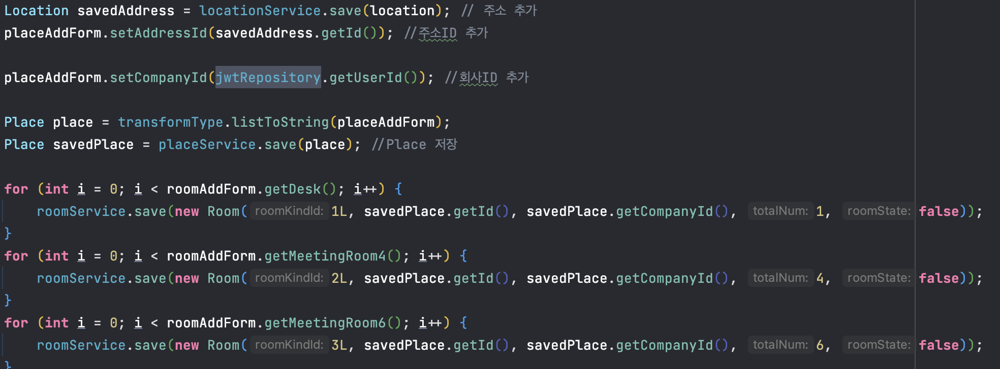 Location savedAddress = locationService.save(location); // 주소 추가
placeAddForm.setAddressId(savedAddress.getId()); //주소ID 추가
placeAddForm.setCompanyId(jwtRepository.getUserId()); //회사ID 추가
Place place = transformType.listToString(placeAddForm);
Place savedPlace = placeService.save(place); //Place 저장
for (int i = 0; i < roomAddForm.getDesk(); i++) {
roomService.save(new Room( roomKindId: 1L, savedPlace.getId(), savedPlace.getCompanyId(), totalNum: 1, roomState: false));
}
for (int i = 0; i < roomAddForm.getMeetingRoom4(); i++) {
roomService.save(new Room( roomKindId: 2L, savedPlace.getId(), savedPlace.getCompanyId(), totalNum: 4, roomState: false));
}
for (int i = 0; i < roomAddForm.getMeetingRoom6(); i++) {
roomService.save(new Room( roomKindId: 3L, savedPlace.getId(), savedPlace.getCompanyId(), totalNum: 6, roomState: false));
}